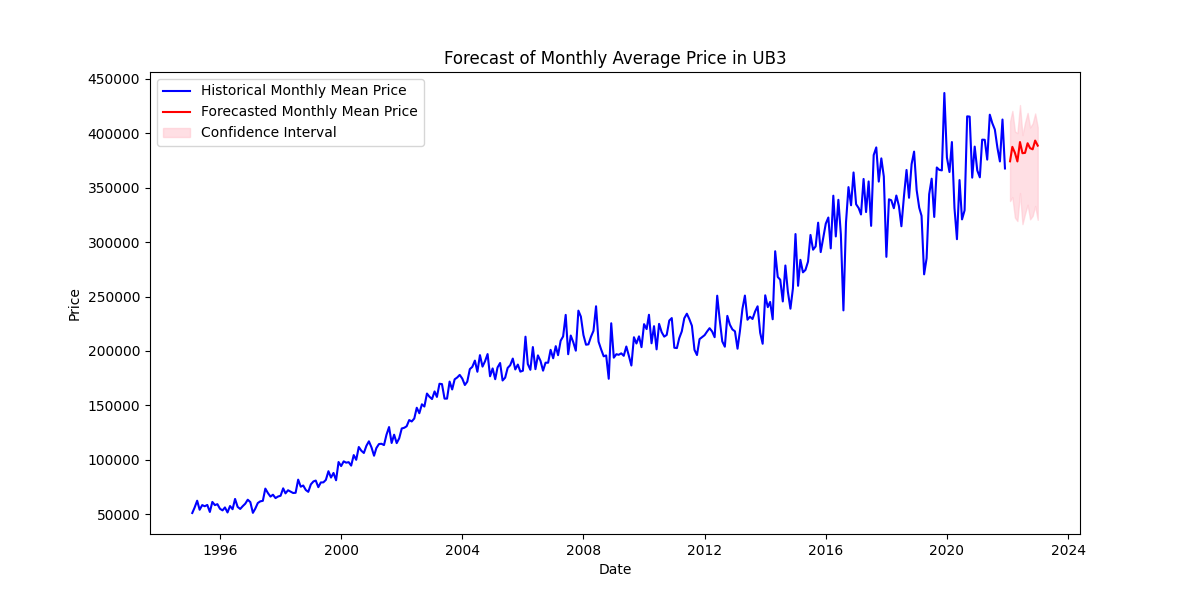 Forecast of Monthly Average Price in UB3
Historical Monthly Mean Price
Forecasted Monthly Mean Price
Confidence Interval
Price
450000
400000
350000
300000
250000
200000
150000
100000
50000
1996 2000 2004 2008 2012 2016 2020 2024
Date